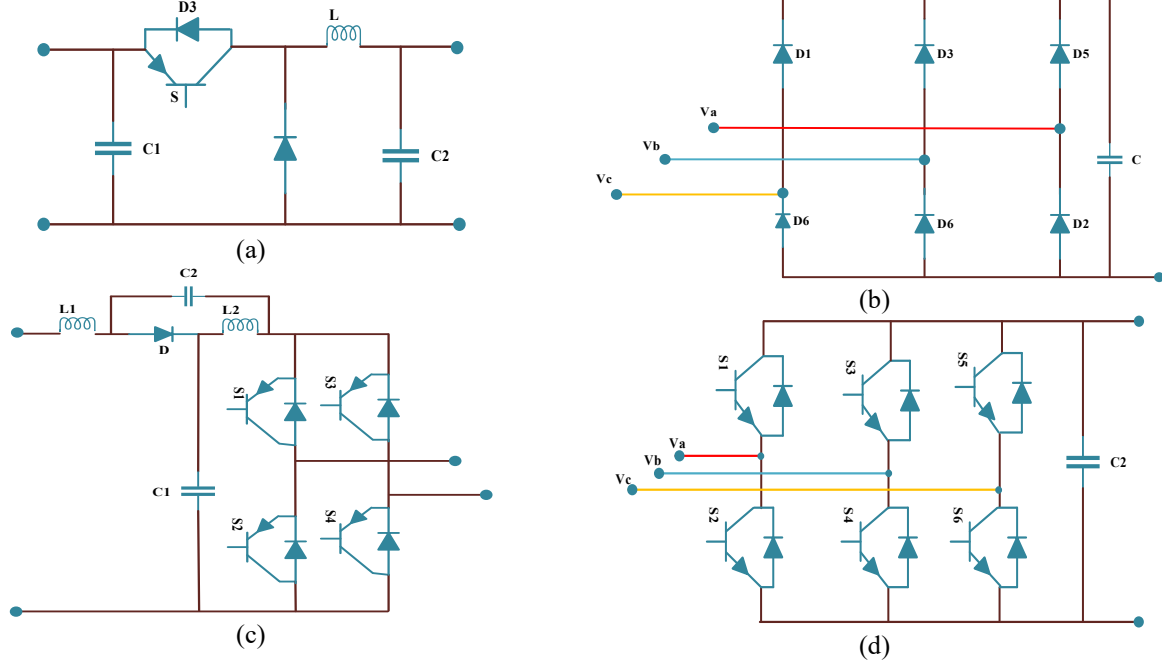 D3
L
S
C1
C2
(a)
D1
D3
D5
Va
Vb
Vc
C
D6
D6
D2
(b)
C2
L1
L2
D
S1
S3
C1
S2
S4
(c)
S1
S3
S5
Va
Vb
Vc
C2
S2
S4
S6
(d)